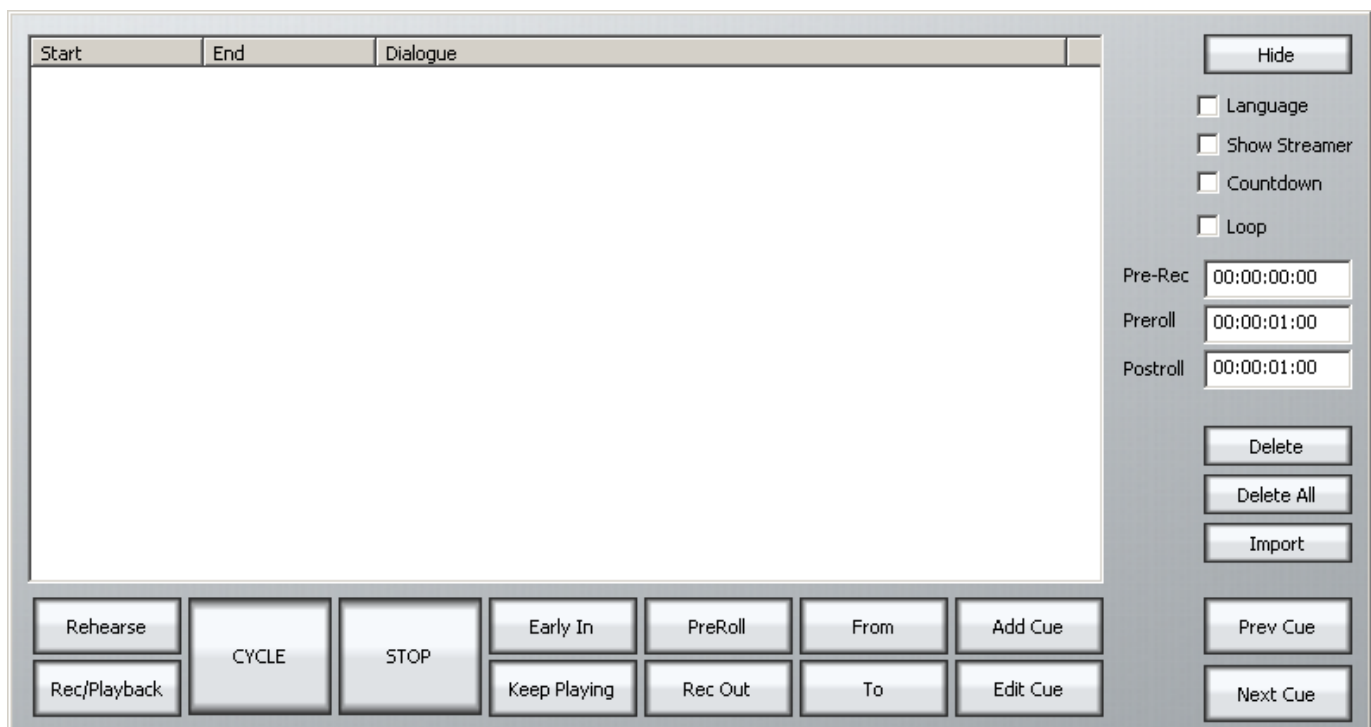 Start End Dialogue
Hide
Language
Show Streamer
Countdown
Loop
Pre-Rec 00:00:00:00
Preroll 00:00:01:00
Postroll 00:00:01:00
Delete
Delete All
Import
Rehearse CYCLE STOP Early In PreRoll From Add Cue Prev Cue
Rec/Playback Keep Playing Rec Out To Edit Cue Next Cue